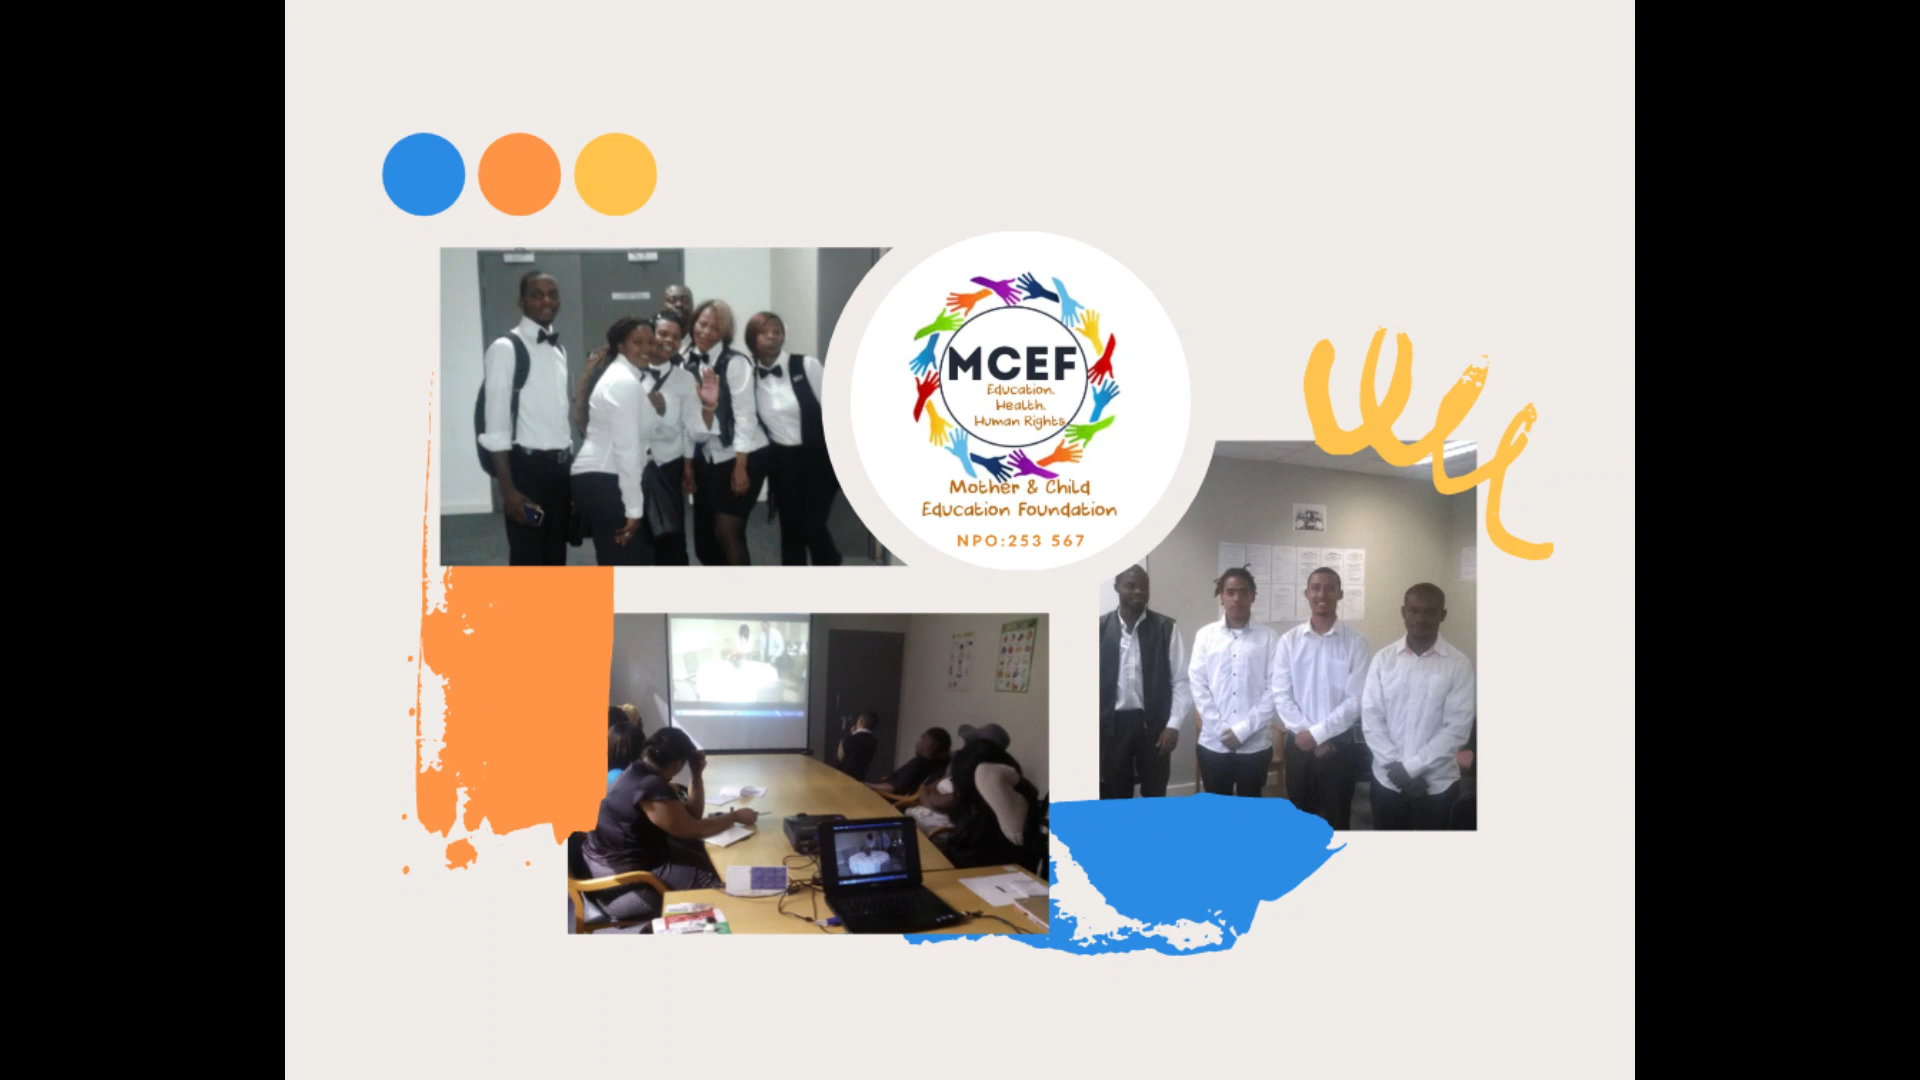 MCEF
Education.
Health.
Human Rights
Mother & Child
Education Foundation
NPO:253 567